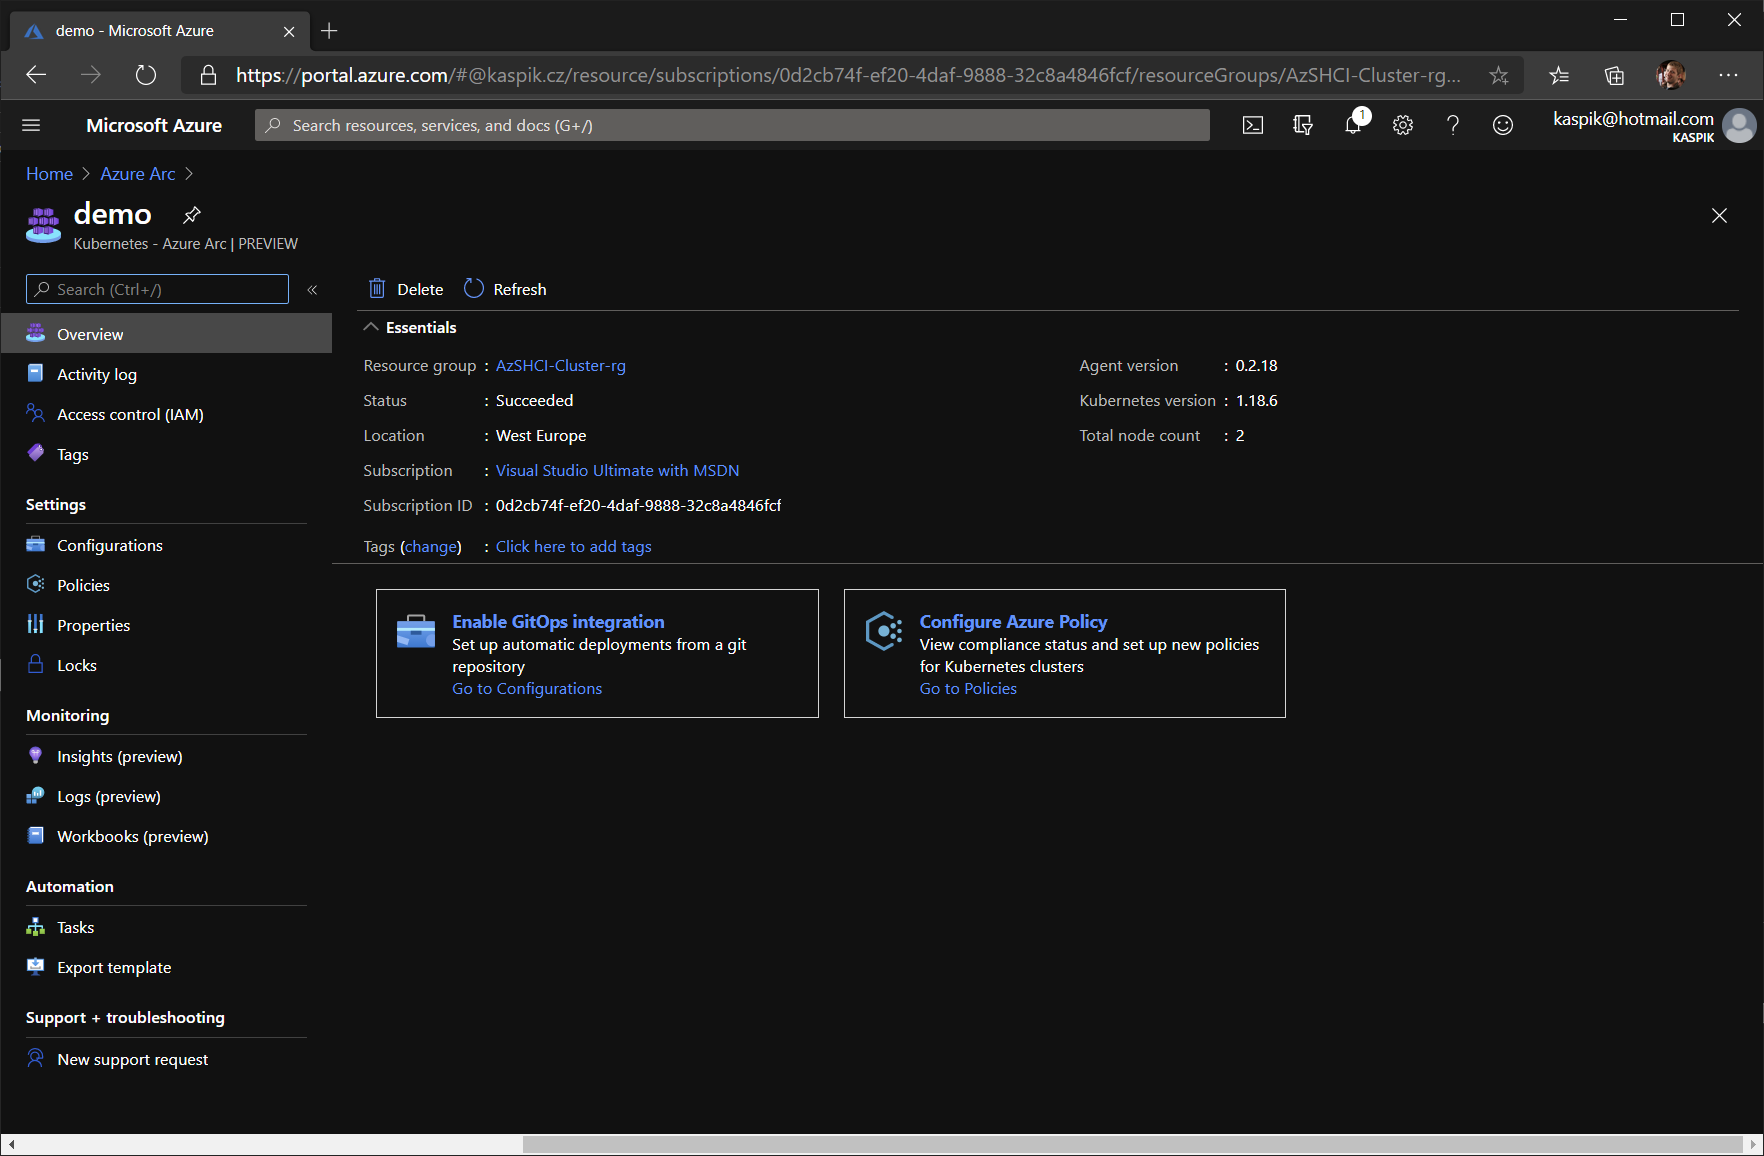 demo - Microsoft Azure
https://portal.azure.com/#@kaspik.cz/resource/subscriptions/0d2cb74f-ef20-4daf-9888-32c8a4846fcf/resourceGroups/AzSHCI-Cluster-rg...
Microsoft Azure
Search resources, services, and docs (G+/)
1
kaspik@hotmail.com
KASPIK
Home > Azure Arc >
demo
Kubernetes - Azure Arc | PREVIEW
Search (Ctrl+/)
«
Overview
Activity log
Access control (IAM)
Tags
Settings
Configurations
Policies
Properties
Locks
Monitoring
Insights (preview)
Logs (preview)
Workbooks (preview)
Automation
Tasks
Export template
Support + troubleshooting
New support request
Delete
Refresh
Essentials
Resource group : AzSHCI-Cluster-rg
Status : Succeeded
Location : West Europe
Subscription : Visual Studio Ultimate with MSDN
Subscription ID : 0d2cb74f-ef20-4daf-9888-32c8a4846fcf
Tags (change) : Click here to add tags
Agent version : 0.2.18
Kubernetes version : 1.18.6
Total node count : 2
Enable GitOps integration
Set up automatic deployments from a git
repository
Go to Configurations
Configure Azure Policy
View compliance status and set up new policies
for Kubernetes clusters
Go to Policies